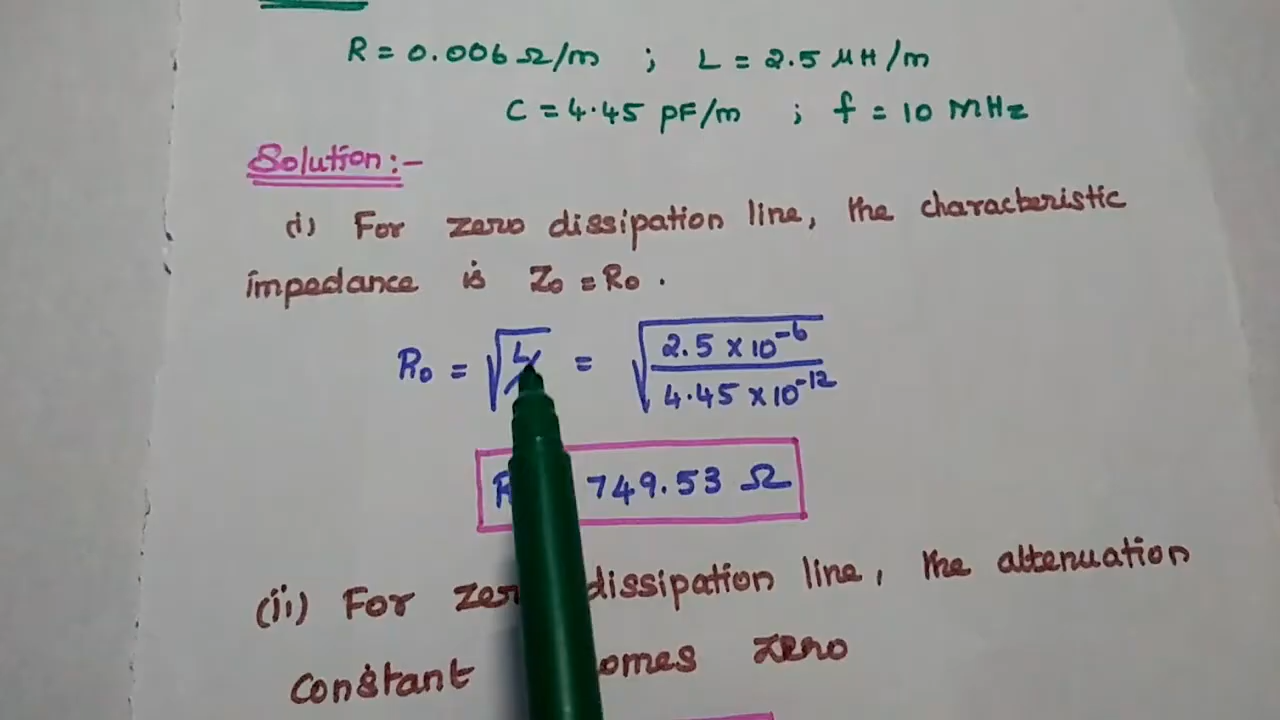 R = 0.006 Ω/m ; L = 2.5 μH/m
C = 4.45 pF/m ; f = 10 MHz
Solution:-
(i) For zero dissipation line, the characteristic
impedance is Z₀ = R₀ .
R₀ = √L/ = √2.5 × 10⁻⁶ / 4.45 × 10⁻¹²
749.53 Ω
(ii) For dissipation line, the attenuation
constant zero